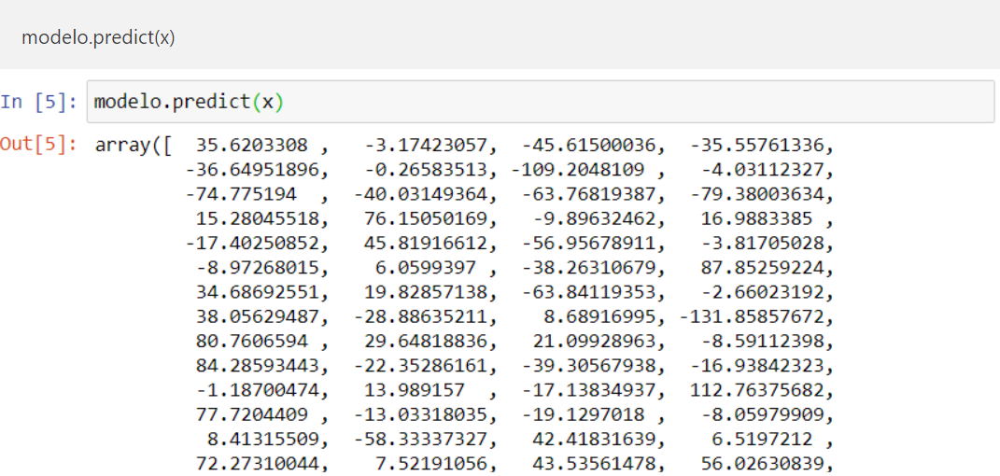 modelo.predict(x)
In [5]: modelo.predict(x)
Out[5]: array([  35.6203308 ,   -3.17423057,  -45.61500036,  -35.55761336,
        -36.64951896,   -0.26583513, -109.2048109 ,   -4.03112327,
        -74.775194  ,  -40.03149364,  -63.76819387,  -79.38003634,
         15.28045518,   76.15050169,   -9.89632462,   16.9883385 ,
        -17.40250852,   45.81916612,  -56.95678911,   -3.81705028,
         -8.97268015,    6.0599397 ,  -38.26310679,   87.85259224,
         34.68692551,   19.82857138,  -63.84119353,   -2.66023192,
         38.05629487,  -28.88635211,    8.68916995, -131.85857672,
         80.7606594 ,   29.64818836,   21.09928963,   -8.59112398,
         84.28593443,  -22.35286161,  -39.30567938,  -16.93842323,
         -1.18700474,   13.989157  ,  -17.13834937,  112.76375682,
         77.7204409 ,  -13.03318035,  -19.1297018 ,   -8.05979909,
          8.41315509,  -58.33337327,   42.41831639,    6.5197212 ,
         72.27310044,    7.52191056,   43.53561478,   56.02630839,